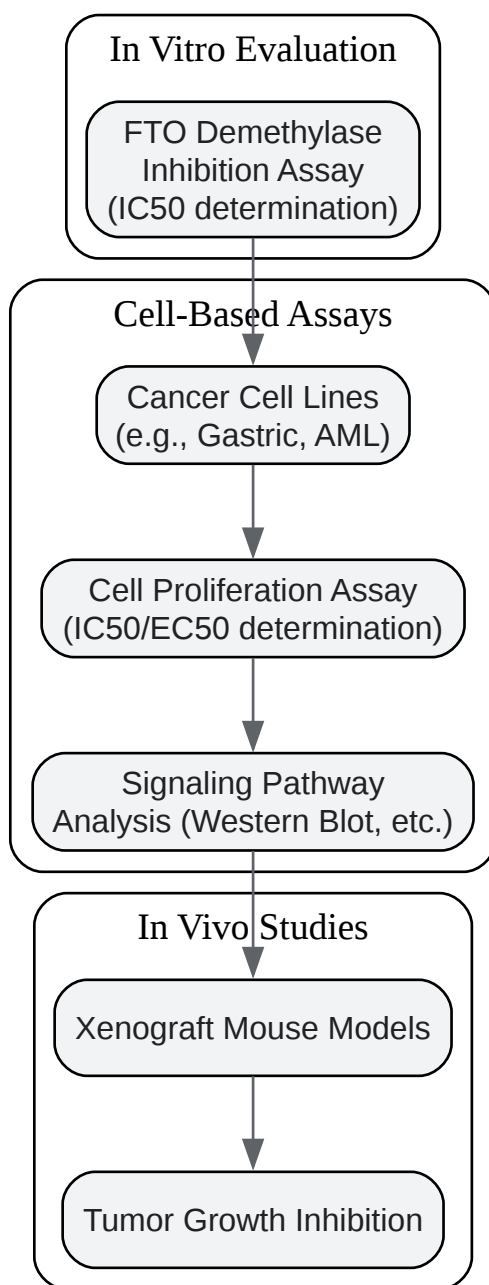 In Vitro Evaluation
FTO Demethylase
Inhibition Assay
(IC50 determination)
Cell-Based Assays
Cancer Cell Lines
(e.g., Gastric, AML)
Cell Proliferation Assay
(IC50/EC50 determination)
Signaling Pathway
Analysis (Western Blot, etc.)
In Vivo Studies
Xenograft Mouse Models
Tumor Growth Inhibition